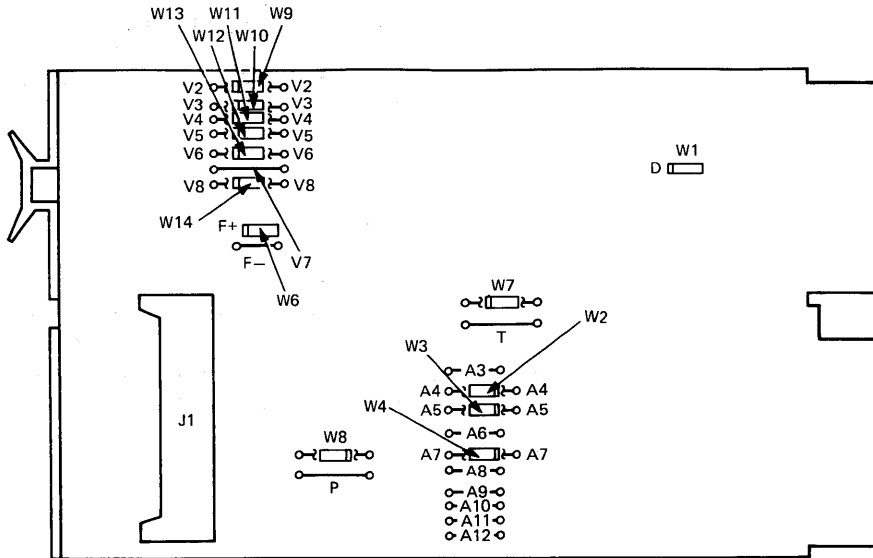 W13 W11 W9
W12 W10
V2 V2
V3 V3
V4 V4
V5 V5
V6 V6
V8 V8
W14
F+
F− V7
W6
D W1
W7
T
W2
W3
A3
A4 A4
A5 A5
W4
A6
A7 A7
A8
A9
A10
A11
A12
J1
W8
P